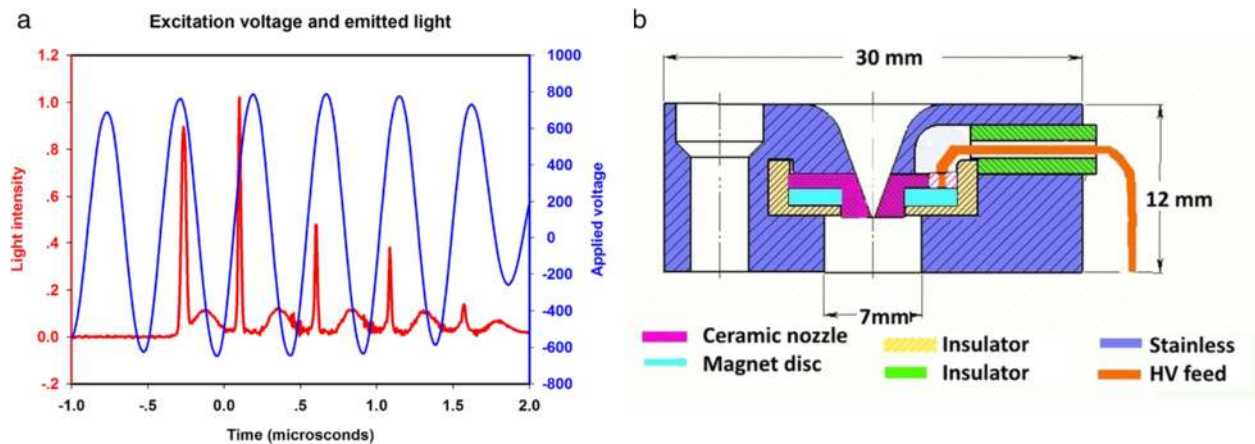 a
Excitation voltage and emitted light
1.2
1.0
.8
.6
.4
.2
0.0
-.2
Light intensity
1000
800
600
400
200
0
-200
-400
-600
-800
Applied voltage
-1.0
-.5
0.0
.5
1.0
1.5
2.0
Time (microsconds)
b
30 mm
12 mm
7mm
Ceramic nozzle
Magnet disc
Insulator
Insulator
Stainless
HV feed